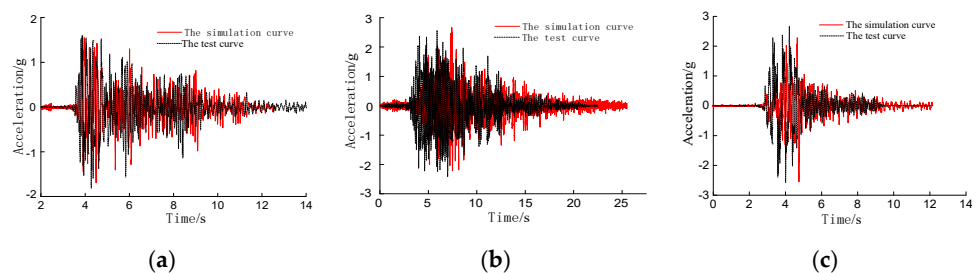 The simulation curve
The test curve
Acceleration/g
2
1
0
-1
-2
2 4 6 8 10 12 14
Time/s
(a)
The simulation curve
The test curve
Acceleration/g
3
2
1
0
-1
-2
-3
0 5 10 15 20 25
Time/s
(b)
The simulation curve
The test curve
Acceleration/g
3
2
1
0
-1
-2
-3
0 2 4 6 8 10 12 14
Time/s
(c)